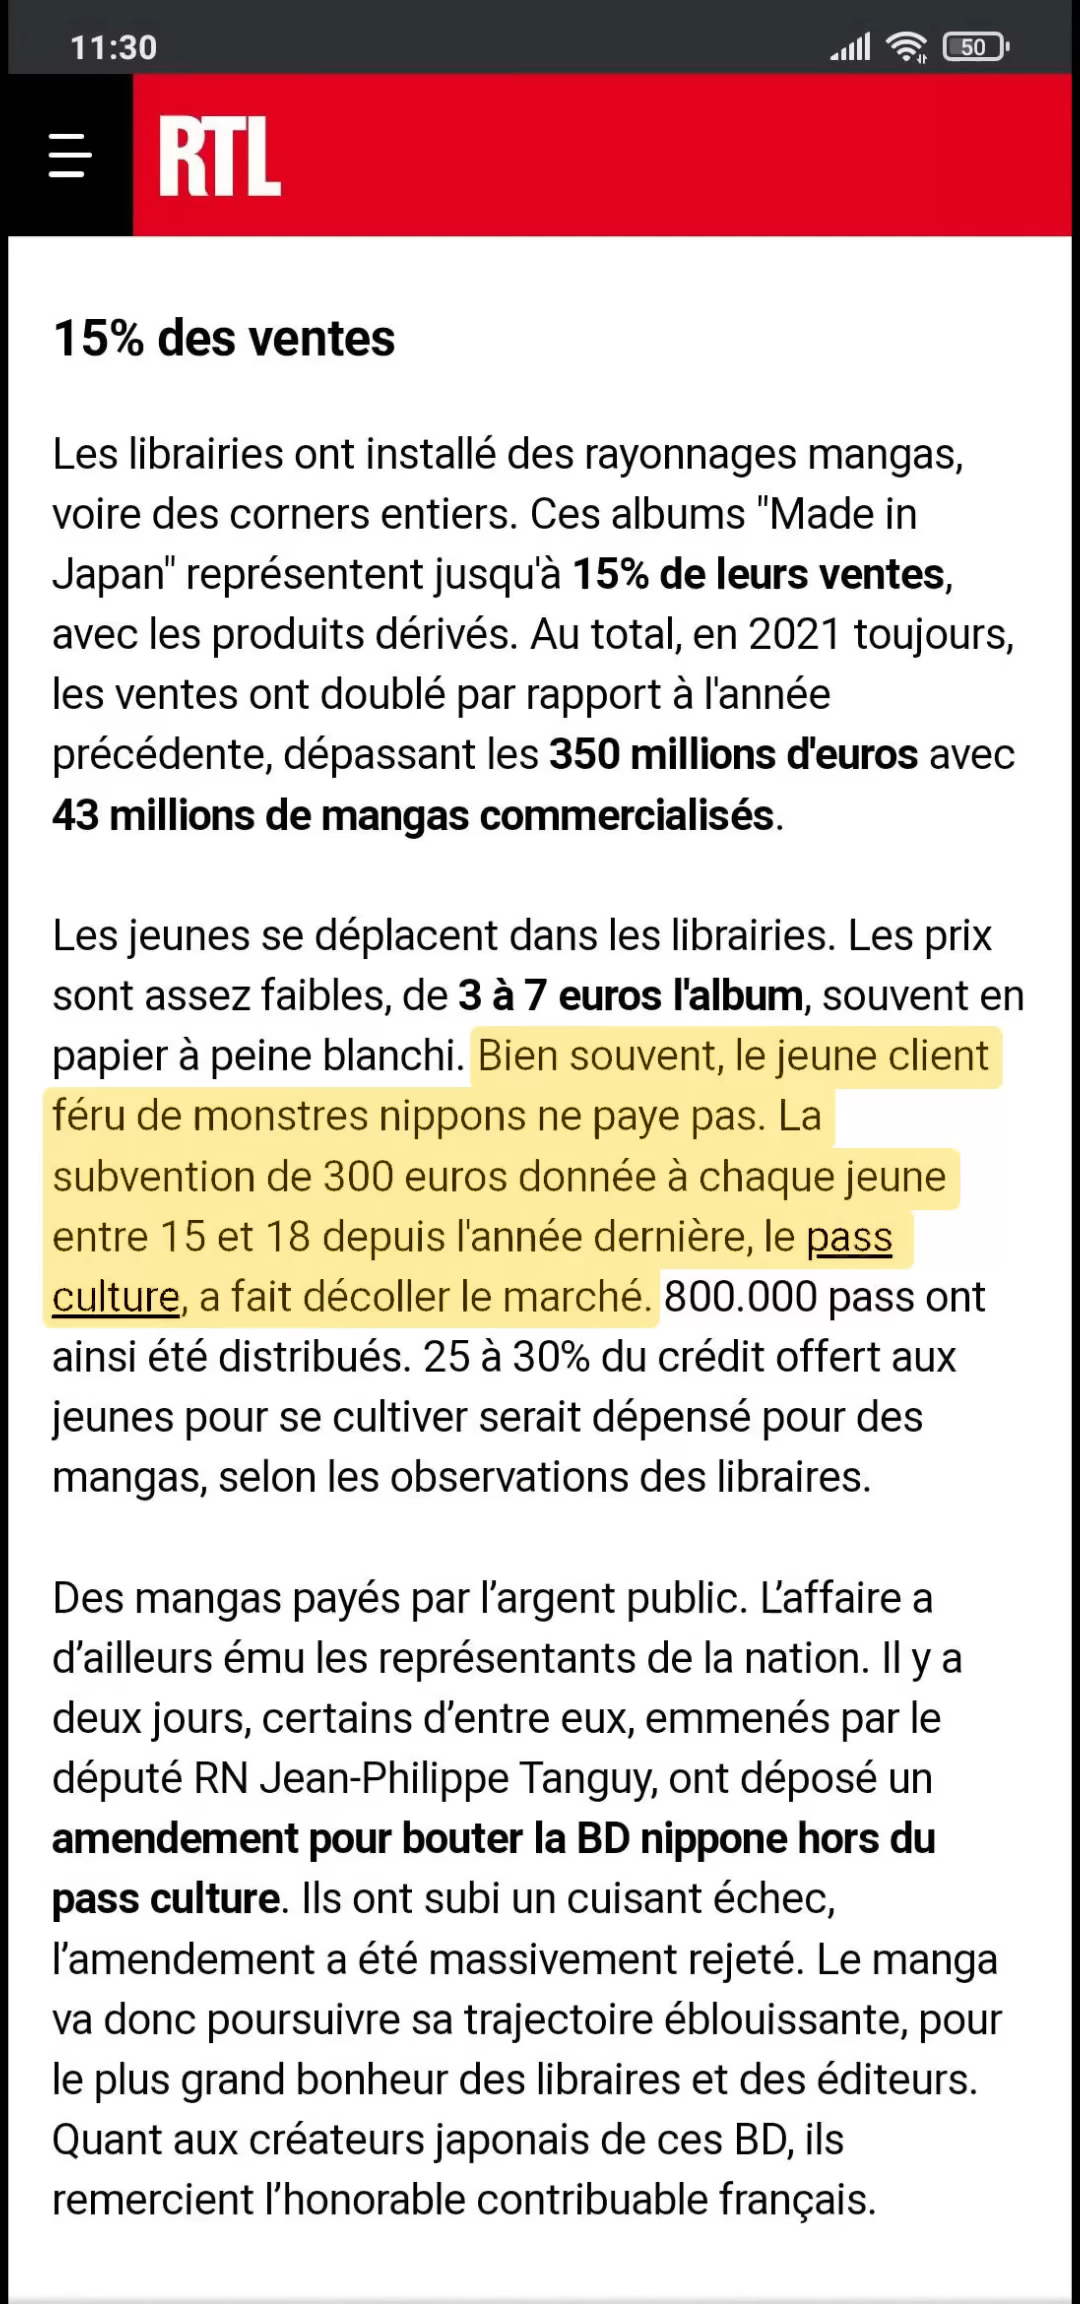 11:30
50
RTL
15% des ventes
Les librairies ont installé des rayonnages mangas,
voire des corners entiers. Ces albums "Made in
Japan" représentent jusqu'à 15% de leurs ventes,
avec les produits dérivés. Au total, en 2021 toujours,
les ventes ont doublé par rapport à l'année
précédente, dépassant les 350 millions d'euros avec
43 millions de mangas commercialisés.
Les jeunes se déplacent dans les librairies. Les prix
sont assez faibles, de 3 à 7 euros l'album, souvent en
papier à peine blanchi. Bien souvent, le jeune client
féru de monstres nippons ne paye pas. La
subvention de 300 euros donnée à chaque jeune
entre 15 et 18 depuis l'année dernière, le pass
culture, a fait décoller le marché. 800.000 pass ont
ainsi été distribués. 25 à 30% du crédit offert aux
jeunes pour se cultiver serait dépensé pour des
mangas, selon les observations des libraires.
Des mangas payés par l’argent public. L’affaire a
d’ailleurs ému les représentants de la nation. Il y a
deux jours, certains d’entre eux, emmenés par le
député RN Jean-Philippe Tanguy, ont déposé un
amendement pour bouter la BD nippone hors du
pass culture. Ils ont subi un cuisant échec,
l’amendement a été massivement rejeté. Le manga
va donc poursuivre sa trajectoire éblouissante, pour
le plus grand bonheur des libraires et des éditeurs.
Quant aux créateurs japonais de ces BD, ils
remercient l’honorable contribuable français.